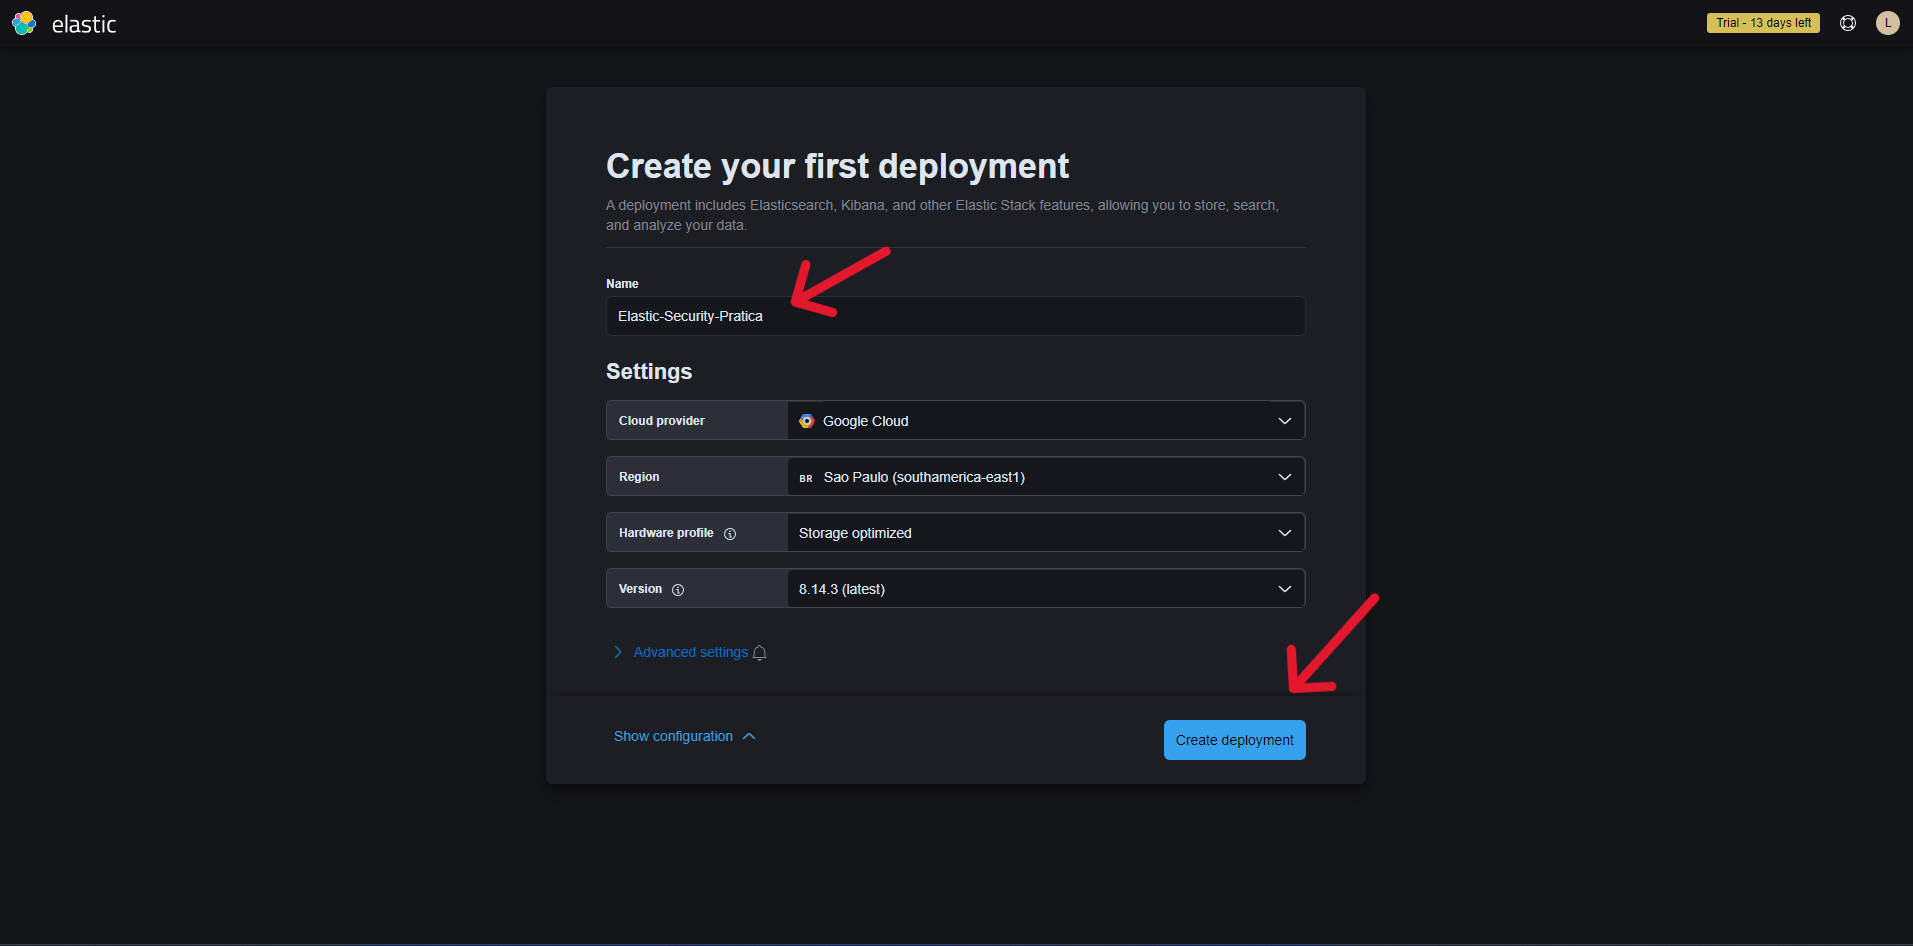 elastic
Trial - 13 days left
L
Create your first deployment
A deployment includes Elasticsearch, Kibana, and other Elastic Stack features, allowing you to store, search,
and analyze your data.
Name
Elastic-Security-Pratica
Settings
Cloud provider
Google Cloud
Region
BR Sao Paulo (southamerica-east1)
Hardware profile
Storage optimized
Version
8.14.3 (latest)
Advanced settings
Show configuration
Create deployment